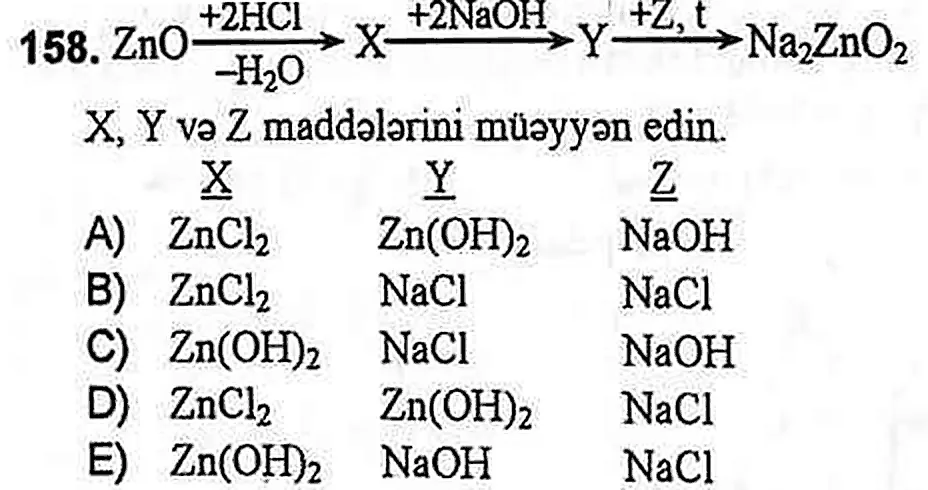 158. ZnO +2HCl −H₂O → X +2NaOH → Y +Z, t → Na₂ZnO₂
X, Y və Z maddələrini müəyyən edin.
X Y Z
A) ZnCl₂ Zn(OH)₂ NaOH
B) ZnCl₂ NaCl NaCl
C) Zn(OH)₂ NaCl NaOH
D) ZnCl₂ Zn(OH)₂ NaCl
E) Zn(OH)₂ NaOH NaCl